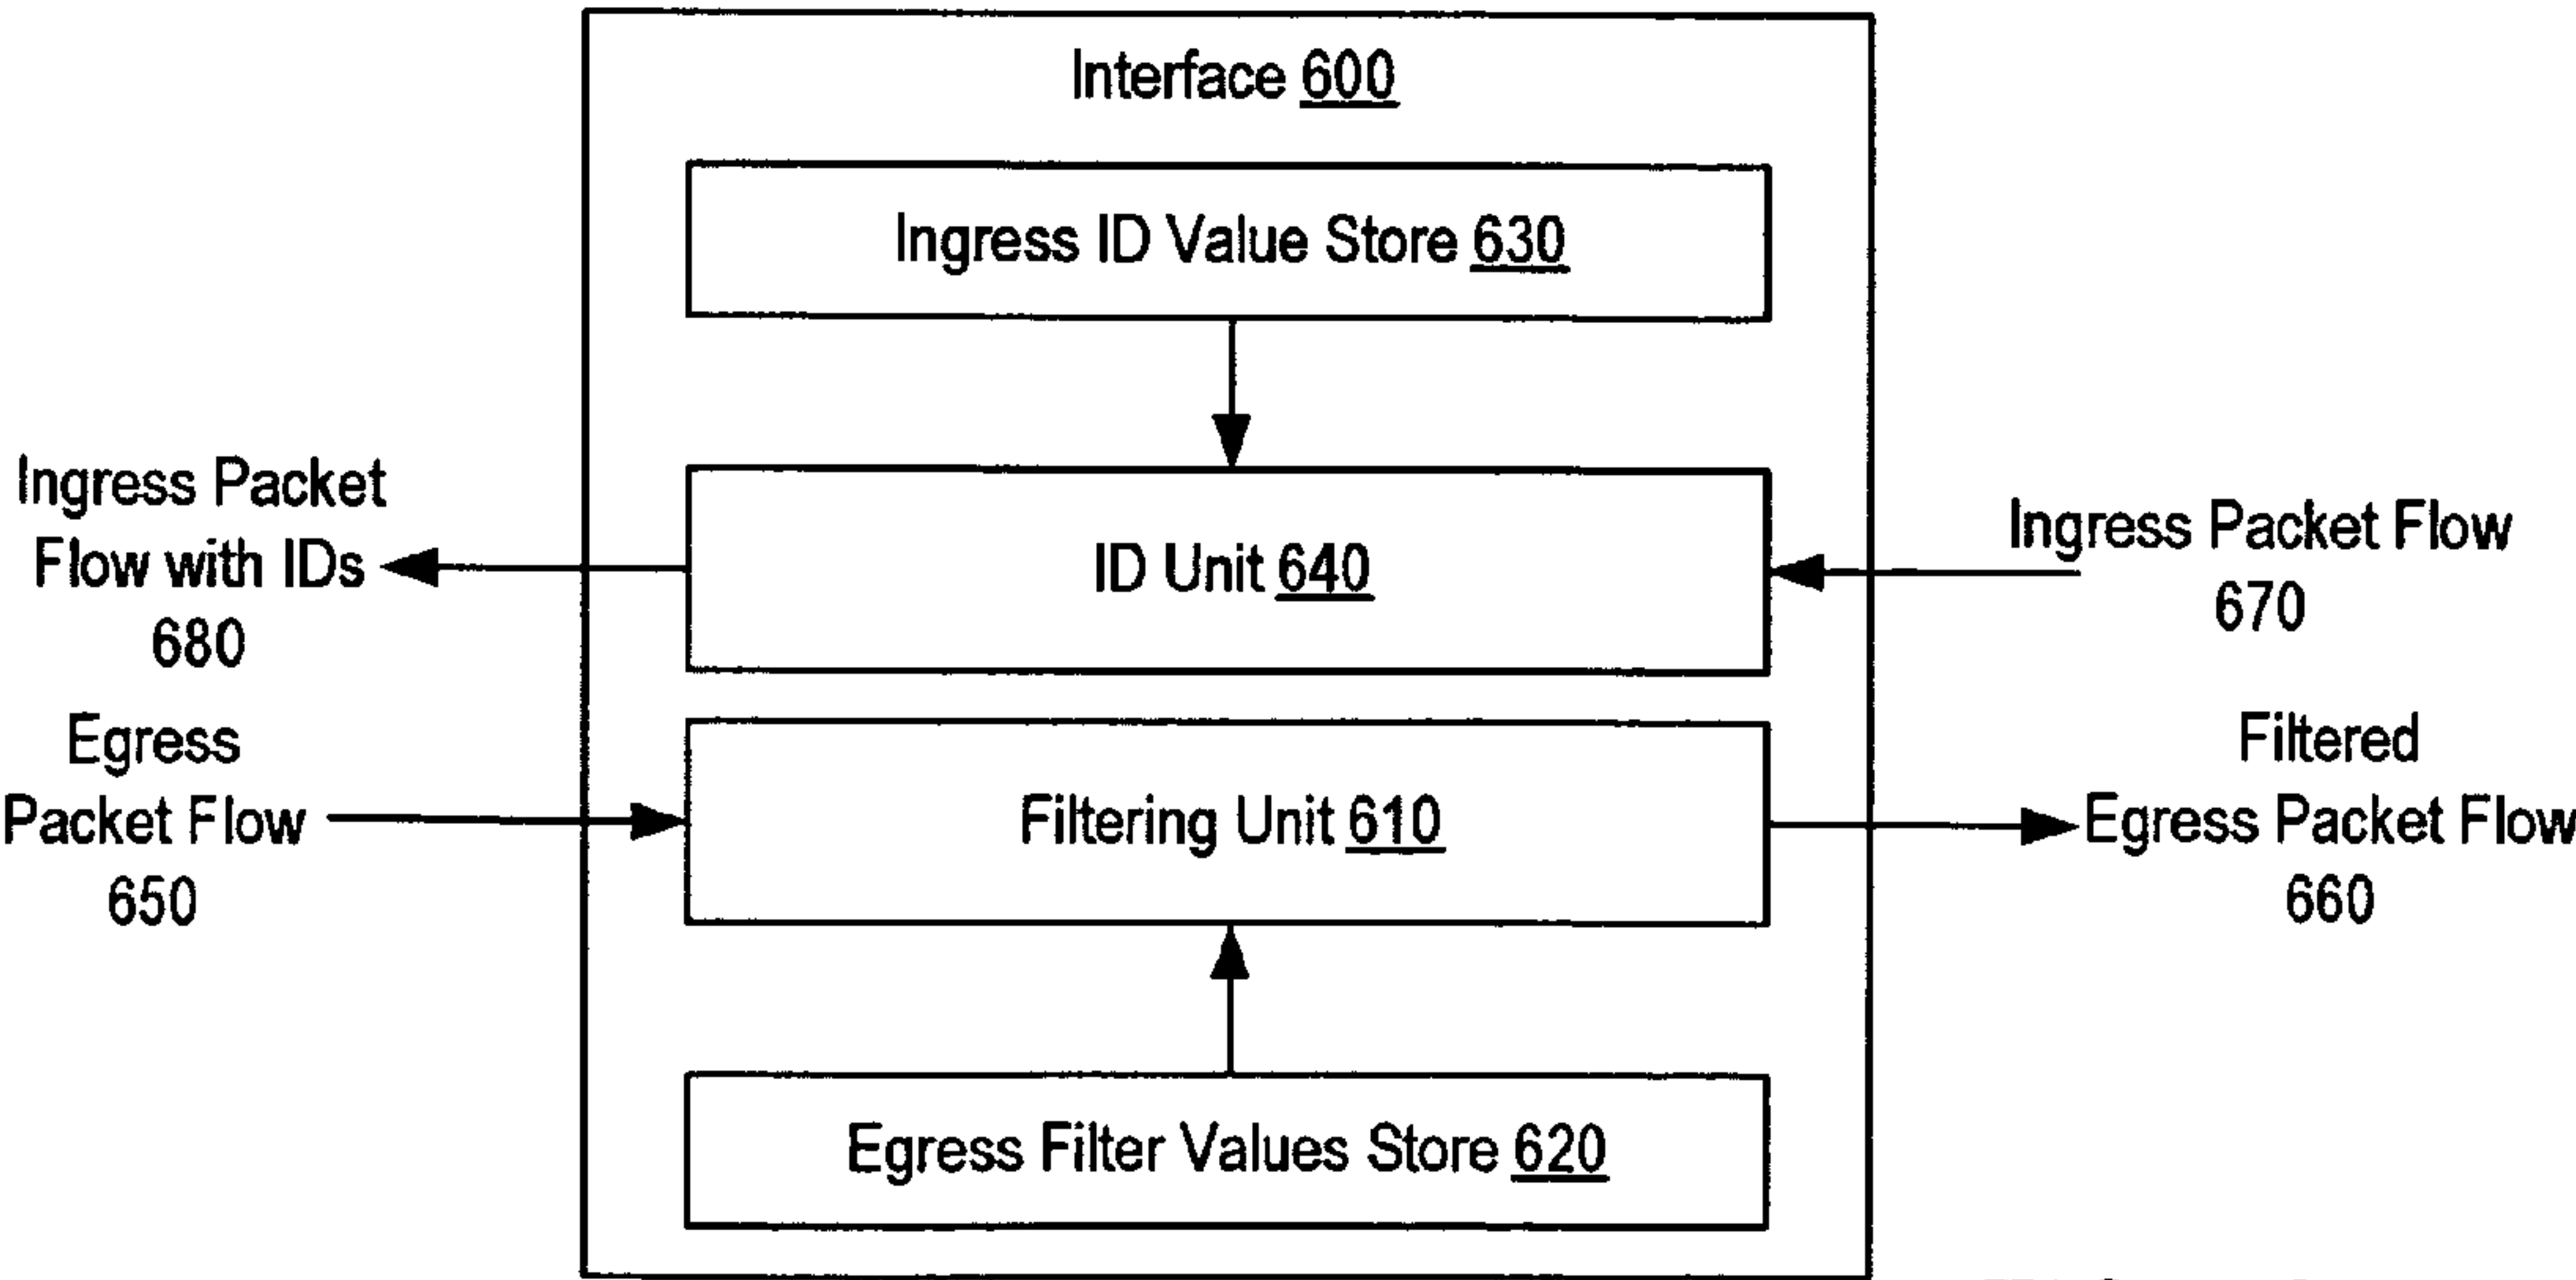 Interface 600
Ingress ID Value Store 630
Ingress Packet
Flow with IDs
680
ID Unit 640
Ingress Packet Flow
670
Egress
Packet Flow
650
Filtering Unit 610
Filtered
Egress Packet Flow
660
Egress Filter Values Store 620